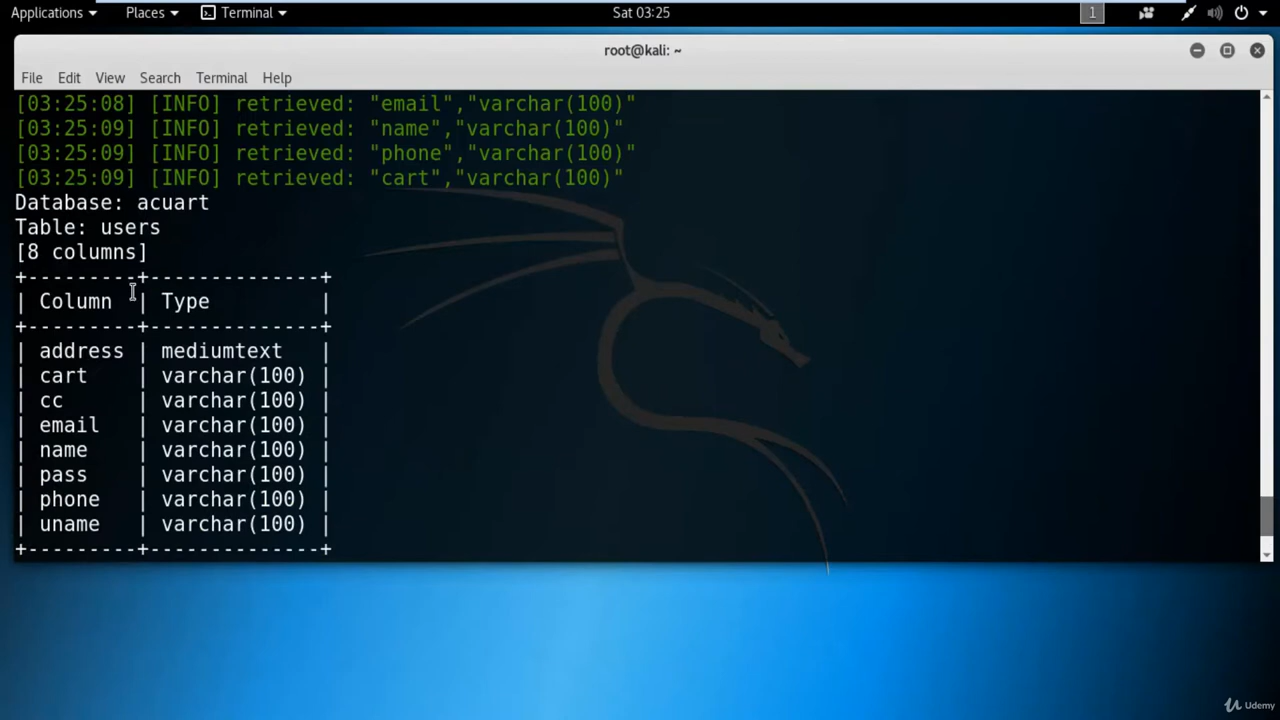 Applications Places Terminal Sat 03:25 1
root@kali: ~
File Edit View Search Terminal Help
[03:25:08] [INFO] retrieved: "email","varchar(100)"
[03:25:09] [INFO] retrieved: "name","varchar(100)"
[03:25:09] [INFO] retrieved: "phone","varchar(100)"
[03:25:09] [INFO] retrieved: "cart","varchar(100)"
Database: acuart
Table: users
[8 columns]
+---------+--------------+
| Column | Type |
+---------+--------------+
| address | mediumtext |
| cart | varchar(100) |
| cc | varchar(100) |
| email | varchar(100) |
| name | varchar(100) |
| pass | varchar(100) |
| phone | varchar(100) |
| uname | varchar(100) |
+---------+--------------+
Udemy